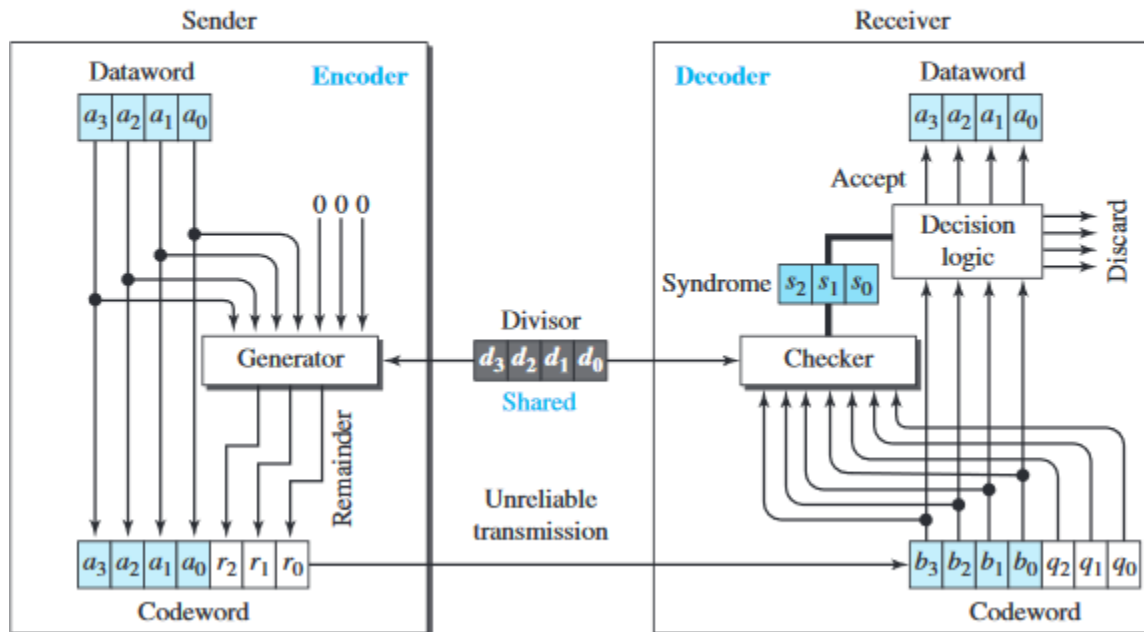 Sender
Receiver
Dataword
Encoder
a3 a2 a1 a0
0 0 0
Generator
Remainder
a3 a2 a1 a0 r2 r1 r0
Codeword
Divisor
d3 d2 d1 d0
Shared
Unreliable
transmission
Decoder
Dataword
a3 a2 a1 a0
Accept
Decision
logic
Discard
Syndrome s2 s1 s0
Checker
b3 b2 b1 b0 q2 q1 q0
Codeword